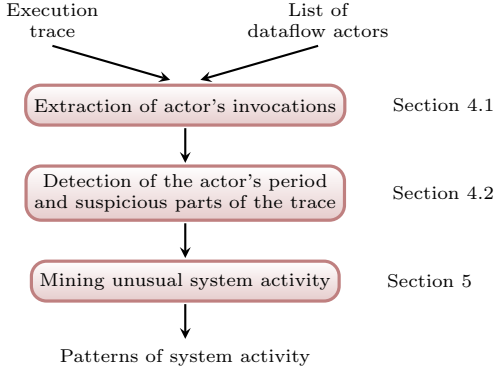 Execution
trace
List of
dataflow actors
Extraction of actor's invocations
Section 4.1
Detection of the actor's period
and suspicious parts of the trace
Section 4.2
Mining unusual system activity
Section 5
Patterns of system activity